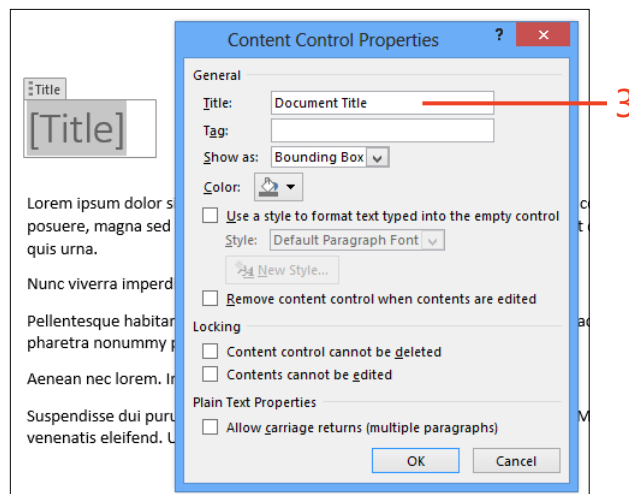 Content Control Properties ? ×
General
Title
Title: Document Title
3
[Title]
Tag:
Show as: Bounding Box
Color:
Lorem ipsum dolor
Use a style to format text typed into the empty control
posuere, magna sed
Style: Default Paragraph Font
quis urna.
New Style...
Nunc viverra
Remove content control when contents are edited
Pellentesque
Locking
pharetra nonummy
Content control cannot be deleted
Aenean nec lorem.
Contents cannot be edited
Plain Text Properties
Suspendisse dui
Allow carriage returns (multiple paragraphs)
venenatis eleifend.
OK Cancel